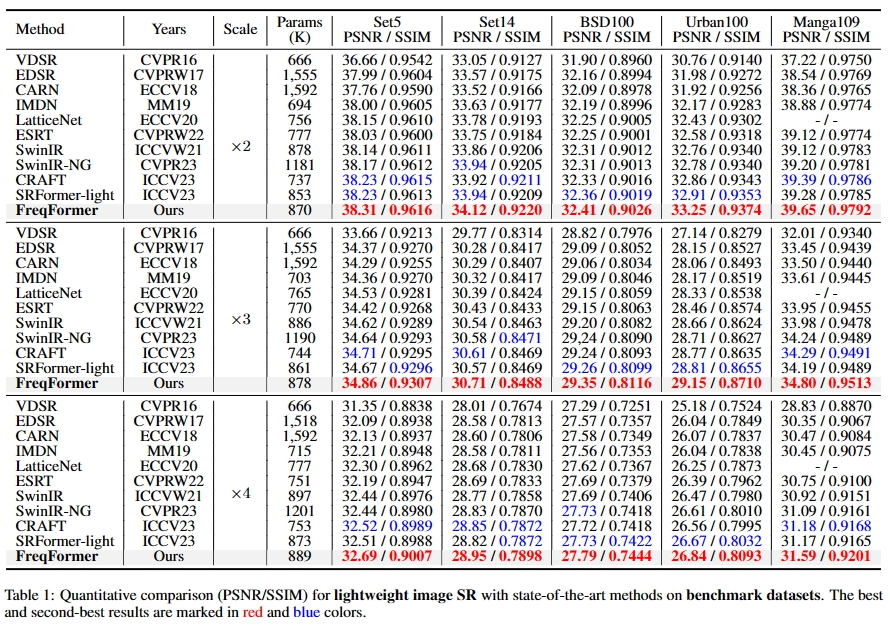 Method Years Scale Params (K) Set5 PSNR / SSIM Set14 PSNR / SSIM BSD100 PSNR / SSIM Urban100 PSNR / SSIM Manga109 PSNR / SSIM
VDSR CVPR16 666 36.66 / 0.9542 33.05 / 0.9127 31.90 / 0.8960 30.76 / 0.9140 37.22 / 0.9750
EDSR CVPRW17 1,555 37.99 / 0.9604 33.57 / 0.9175 32.16 / 0.8994 31.98 / 0.9272 38.54 / 0.9769
CARN ECCV18 1,592 37.76 / 0.9590 33.52 / 0.9166 32.09 / 0.8978 31.92 / 0.9256 38.36 / 0.9765
IMDN MM19 694 38.00 / 0.9605 33.63 / 0.9177 32.19 / 0.8996 32.17 / 0.9283 38.88 / 0.9774
LatticeNet ECCV20 756 38.15 / 0.9610 33.78 / 0.9193 32.25 / 0.9005 32.43 / 0.9302 - / -
ESRT CVPRW22 777 38.03 / 0.9600 33.75 / 0.9184 32.25 / 0.9001 32.58 / 0.9318 39.12 / 0.9774
SwinIR ICCVW21 ×2 878 38.14 / 0.9611 33.86 / 0.9206 32.31 / 0.9012 32.76 / 0.9340 39.12 / 0.9783
SwinIR-NG CVPR23 1181 38.17 / 0.9612 33.94 / 0.9205 32.31 / 0.9013 32.78 / 0.9340 39.20 / 0.9781
CRAFT ICCV23 737 38.23 / 0.9615 33.92 / 0.9211 32.33 / 0.9016 32.86 / 0.9343 39.39 / 0.9786
SRFormer-light ICCV23 853 38.23 / 0.9613 33.94 / 0.9209 32.36 / 0.9019 32.91 / 0.9353 39.28 / 0.9785
FreqFormer Ours 870 38.31 / 0.9616 34.12 / 0.9220 32.41 / 0.9026 33.25 / 0.9374 39.65 / 0.9792
VDSR CVPR16 666 33.66 / 0.9213 29.77 / 0.8314 28.82 / 0.7976 27.14 / 0.8279 32.01 / 0.9340
EDSR CVPRW17 1,555 34.37 / 0.9270 30.28 / 0.8417 29.09 / 0.8052 28.15 / 0.8527 33.45 / 0.9439
CARN ECCV18 1,592 34.29 / 0.9255 30.29 / 0.8407 29.06 / 0.8034 28.06 / 0.8493 33.50 / 0.9440
IMDN MM19 703 34.36 / 0.9270 30.32 / 0.8417 29.09 / 0.8046 28.17 / 0.8519 33.61 / 0.9445
LatticeNet ECCV20 765 34.53 / 0.9281 30.39 / 0.8424 29.15 / 0.8059 28.33 / 0.8538 - / -
ESRT CVPRW22 770 34.42 / 0.9268 30.43 / 0.8433 29.15 / 0.8063 28.46 / 0.8574 33.95 / 0.9455
SwinIR ICCVW21 ×3 886 34.62 / 0.9289 30.54 / 0.8463 29.20 / 0.8082 28.66 / 0.8624 33.98 / 0.9478
SwinIR-NG CVPR23 1190 34.64 / 0.9293 30.58 / 0.8471 29.24 / 0.8090 28.71 / 0.8627 34.24 / 0.9489
CRAFT ICCV23 744 34.71 / 0.9295 30.61 / 0.8469 29.24 / 0.8093 28.77 / 0.8635 34.29 / 0.9491
SRFormer-light ICCV23 861 34.67 / 0.9296 30.57 / 0.8469 29.26 / 0.8099 28.81 / 0.8655 34.19 / 0.9489
FreqFormer Ours 878 34.86 / 0.9307 30.71 / 0.8488 29.35 / 0.8116 29.15 / 0.8710 34.80 / 0.9513
VDSR CVPR16 666 31.35 / 0.8838 28.01 / 0.7674 27.29 / 0.7251 25.18 / 0.7524 28.83 / 0.8870
EDSR CVPRW17 1,518 32.09 / 0.8938 28.58 / 0.7813 27.57 / 0.7357 26.04 / 0.7849 30.35 / 0.9067
CARN ECCV18 1,592 32.13 / 0.8937 28.60 / 0.7806 27.58 / 0.7349 26.07 / 0.7837 30.47 / 0.9084
IMDN MM19 715 32.21 / 0.8948 28.58 / 0.7811 27.56 / 0.7353 26.04 / 0.7838 30.45 / 0.9075
LatticeNet ECCV20 777 32.30 / 0.8962 28.68 / 0.7830 27.62 / 0.7367 26.25 / 0.7873 - / -
ESRT CVPRW22 751 32.19 / 0.8947 28.69 / 0.7833 27.69 / 0.7379 26.39 / 0.7962 30.75 / 0.9100
SwinIR ICCVW21 ×4 897 32.44 / 0.8976 28.77 / 0.7858 27.69 / 0.7406 26.47 / 0.7980 30.92 / 0.9151
SwinIR-NG CVPR23 1201 32.44 / 0.8980 28.83 / 0.7870 27.73 / 0.7418 26.61 / 0.8010 31.09 / 0.9161
CRAFT ICCV23 753 32.52 / 0.8989 28.85 / 0.7872 27.72 / 0.7418 26.56 / 0.7995 31.18 / 0.9168
SRFormer-light ICCV23 873 32.51 / 0.8988 28.82 / 0.7872 27.73 / 0.7422 26.67 / 0.8032 31.17 / 0.9165
FreqFormer Ours 889 32.69 / 0.9007 28.95 / 0.7898 27.79 / 0.7444 26.84 / 0.8093 31.59 / 0.9201
Table 1: Quantitative comparison (PSNR/SSIM) for lightweight image SR with state-of-the-art methods on benchmark datasets. The best
and second-best results are marked in red and blue colors.